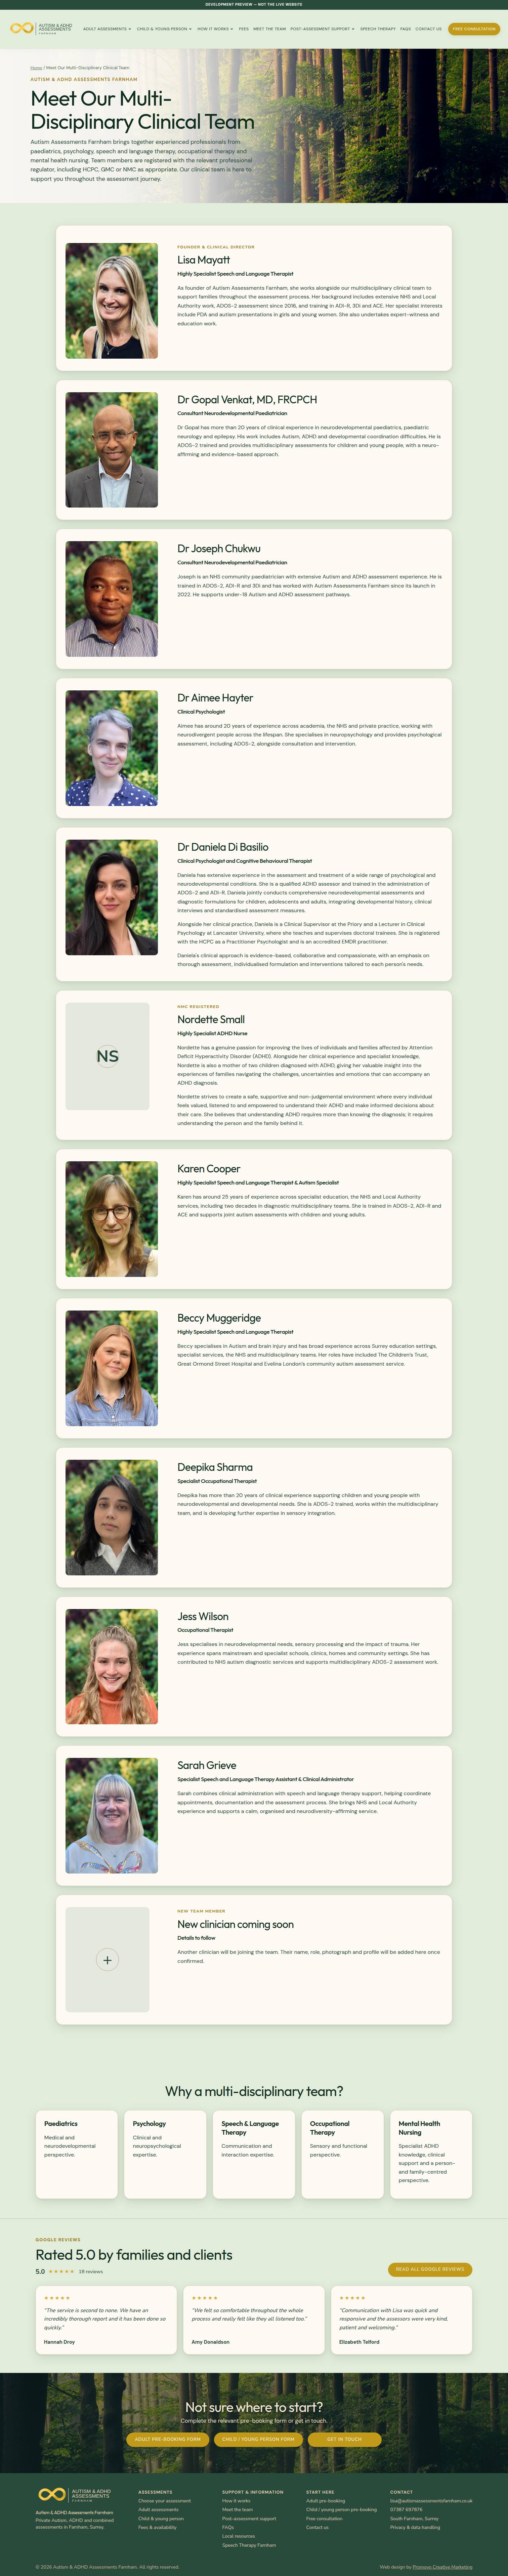 DEVELOPMENT PREVIEW — NOT THE LIVE WEBSITE
AUTISM & ADHD
ASSESSMENTS
FARNHAM
ADULT ASSESSMENTS
CHILD & YOUNG PERSON
HOW IT WORKS
FEES
MEET THE TEAM
POST-ASSESSMENT SUPPORT
SPEECH THERAPY
FAQS
CONTACT US
FREE CONSULTATION
Home / Meet Our Multi-Disciplinary Clinical Team
AUTISM & ADHD ASSESSMENTS FARNHAM
Meet Our Multi-
Disciplinary Clinical Team
Autism Assessments Farnham brings together experienced professionals from
paediatrics, psychology, speech and language therapy, occupational therapy and
mental health nursing. Team members are registered with the relevant professional
regulator, including HCPC, GMC or NMC as appropriate. Our clinical team is here to
support you throughout the assessment journey.
FOUNDER & CLINICAL DIRECTOR
Lisa Mayatt
Highly Specialist Speech and Language Therapist
As founder of Autism Assessments Farnham, she works alongside our multidisciplinary clinical team to
support families throughout the assessment process. Her background includes extensive NHS and Local
Authority work, ADOS-2 assessment since 2016, and training in ADI-R, 3Di and ACE. Her specialist interests
include PDA and autism presentations in girls and young women. She also undertakes expert-witness and
education work.
Dr Gopal Venkat, MD, FRCPCH
Consultant Neurodevelopmental Paediatrician
Dr Gopal has more than 20 years of clinical experience in neurodevelopmental paediatrics, paediatric
neurology and epilepsy. His work includes Autism, ADHD and developmental coordination difficulties. He is
ADOS-2 trained and provides multidisciplinary assessments for children and young people, with a neuro-
affirming and evidence-based approach.
Dr Joseph Chukwu
Consultant Neurodevelopmental Paediatrician
Joseph is an NHS community paediatrician with extensive Autism and ADHD assessment experience. He is
trained in ADOS-2, ADI-R and 3Di and has worked with Autism Assessments Farnham since its launch in
2022. He supports under-18 Autism and ADHD assessment pathways.
Dr Aimee Hayter
Clinical Psychologist
Aimee has around 20 years of experience across academia, the NHS and private practice, working with
neurodivergent people across the lifespan. She specialises in neuropsychology and provides psychological
assessment, including ADOS-2, alongside consultation and intervention.
Dr Daniela Di Basilio
Clinical Psychologist and Cognitive Behavioural Therapist
Daniela has extensive experience in the assessment and treatment of a wide range of psychological and
neurodevelopmental conditions. She is a qualified ADHD assessor and trained in the administration of
ADOS-2 and ADI-R. Daniela jointly conducts comprehensive neurodevelopmental assessments and
diagnostic formulations for children, adolescents and adults, integrating developmental history, clinical
interviews and standardised assessment measures.
Alongside her clinical practice, Daniela is a Clinical Supervisor at the Priory and a Lecturer in Clinical
Psychology at Lancaster University, where she teaches and supervises doctoral trainees. She is registered
with the HCPC as a Practitioner Psychologist and is an accredited EMDR practitioner.
Daniela's clinical approach is evidence-based, collaborative and compassionate, with an emphasis on
thorough assessment, individualised formulation and interventions tailored to each person's needs.
NS
NMC REGISTERED
Nordette Small
Highly Specialist ADHD Nurse
Nordette has a genuine passion for improving the lives of individuals and families affected by Attention
Deficit Hyperactivity Disorder (ADHD). Alongside her clinical experience and specialist knowledge,
Nordette is also a mother of two children diagnosed with ADHD, giving her valuable insight into the
experiences of families navigating the challenges, uncertainties and emotions that can accompany an
ADHD diagnosis.
Nordette strives to create a safe, supportive and non-judgemental environment where every individual
feels valued, listened to and empowered to understand their ADHD and make informed decisions about
their care. She believes that understanding ADHD requires more than knowing the diagnosis; it requires
understanding the person and the family behind it.
Karen Cooper
Highly Specialist Speech and Language Therapist & Autism Specialist
Karen has around 25 years of experience across specialist education, the NHS and Local Authority
services, including two decades in diagnostic multidisciplinary teams. She is trained in ADOS-2, ADI-R and
ACE and supports joint autism assessments with children and young adults.
Beccy Muggeridge
Highly Specialist Speech and Language Therapist
Beccy specialises in Autism and brain injury and has broad experience across Surrey education settings,
specialist services, the NHS and multidisciplinary teams. Her roles have included The Children's Trust,
Great Ormond Street Hospital and Evelina London's community autism assessment service.
Deepika Sharma
Specialist Occupational Therapist
Deepika has more than 20 years of clinical experience supporting children and young people with
neurodevelopmental and developmental needs. She is ADOS-2 trained, works within the multidisciplinary
team, and is developing further expertise in sensory integration.
Jess Wilson
Occupational Therapist
Jess specialises in neurodevelopmental needs, sensory processing and the impact of trauma. Her
experience spans mainstream and specialist schools, clinics, homes and community settings. She has
contributed to NHS autism diagnostic services and supports multidisciplinary ADOS-2 assessment work.
Sarah Grieve
Specialist Speech and Language Therapy Assistant & Clinical Administrator
Sarah combines clinical administration with speech and language therapy support, helping coordinate
appointments, documentation and the assessment process. She brings NHS and Local Authority
experience and supports a calm, organised and neurodiversity-affirming service.
+
NEW TEAM MEMBER
New clinician coming soon
Details to follow
Another clinician will be joining the team. Their name, role, photograph and profile will be added here once
confirmed.
Why a multi-disciplinary team?
Paediatrics
Medical and
neurodevelopmental
perspective.
Psychology
Clinical and
neuropsychological
expertise.
Speech & Language
Therapy
Communication and
interaction expertise.
Occupational
Therapy
Sensory and functional
perspective.
Mental Health
Nursing
Specialist ADHD
knowledge, clinical
support and a person-
and family-centred
perspective.
GOOGLE REVIEWS
Rated 5.0 by families and clients
5.0 ★★★★★ 18 reviews
READ ALL GOOGLE REVIEWS
★★★★★
"The service is second to none. We have an
incredibly thorough report and it has been done so
quickly."
Hannah Droy
★★★★★
"We felt so comfortable throughout the whole
process and really felt like they all listened too."
Amy Donaldson
★★★★★
"Communication with Lisa was quick and
responsive and the assessors were very kind,
patient and welcoming."
Elizabeth Telford
Not sure where to start?
Complete the relevant pre-booking form or get in touch.
ADULT PRE-BOOKING FORM
CHILD / YOUNG PERSON FORM
GET IN TOUCH
AUTISM & ADHD
ASSESSMENTS
FARNHAM
Autism & ADHD Assessments Farnham
Private Autism, ADHD and combined
assessments in Farnham, Surrey.
ASSESSMENTS
Choose your assessment
Adult assessments
Child & young person
Fees & availability
SUPPORT & INFORMATION
How it works
Meet the team
Post-assessment support
FAQs
Local resources
Speech Therapy Farnham
START HERE
Adult pre-booking
Child / young person pre-booking
Free consultation
Contact us
CONTACT
lisa@autismassessmentsfarnham.co.uk
07387 697876
South Farnham, Surrey
Privacy & data handling
© 2026 Autism & ADHD Assessments Farnham. All rights reserved.
Web design by Promona Creative Marketing